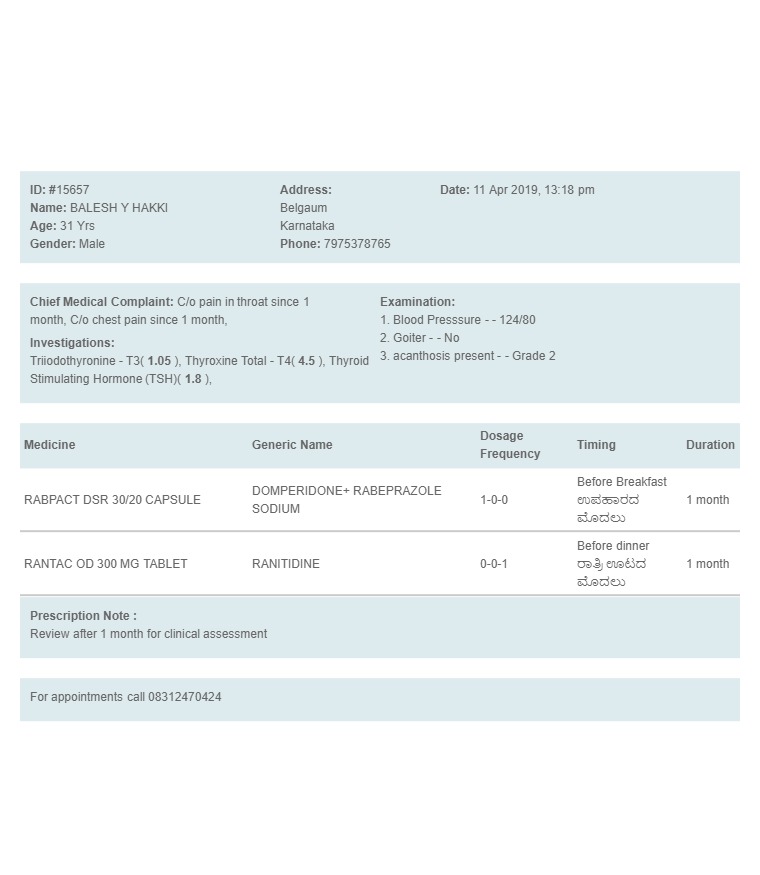 ID: #15657
Name: BALESH Y HAKKI
Age: 31 Yrs
Gender: Male
Address:
Belgaum
Karnataka
Phone: 7975378765
Date: 11 Apr 2019, 13:18 pm
Chief Medical Complaint: C/o pain in throat since 1
month, C/o chest pain since 1 month,
Investigations:
Triiodothyronine - T3( 1.05 ), Thyroxine Total - T4( 4.5 ), Thyroid
Stimulating Hormone (TSH)( 1.8 ),
Examination:
1. Blood Presssure - - 124/80
2. Goiter - - No
3. acanthosis present - - Grade 2
Medicine Generic Name Dosage Frequency Timing Duration
RABPACT DSR 30/20 CAPSULE
DOMPERIDONE+ RABEPRAZOLE
SODIUM
1-0-0
Before Breakfast
ಉಪಹಾರದ
ಮೊದಲು
1 month
RANTAC OD 300 MG TABLET
RANITIDINE
0-0-1
Before dinner
ರಾತ್ರಿ ಊಟದ
ಮೊದಲು
1 month
Prescription Note :
Review after 1 month for clinical assessment
For appointments call 08312470424